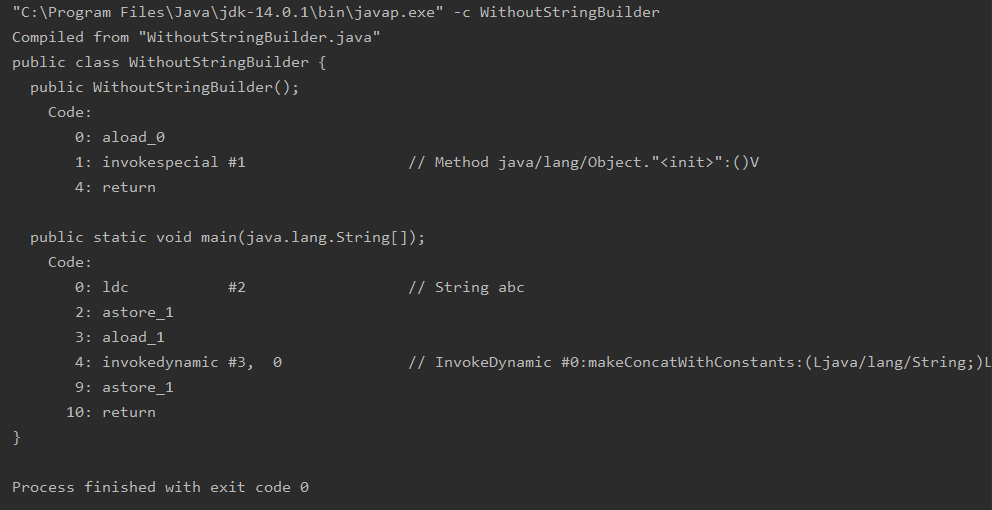 "C:\Program Files\Java\jdk-14.0.1\bin\javap.exe" -c WithoutStringBuilder
Compiled from "WithoutStringBuilder.java"
public class WithoutStringBuilder {
  public WithoutStringBuilder();
    Code:
       0: aload_0
       1: invokespecial #1                  // Method java/lang/Object."<init>":()V
       4: return

  public static void main(java.lang.String[]);
    Code:
       0: ldc           #2                  // String abc
       2: astore_1
       3: aload_1
       4: invokedynamic #3,  0              // InvokeDynamic #0:makeConcatWithConstants:(Ljava/lang/String;)L
       9: astore_1
      10: return
}

Process finished with exit code 0